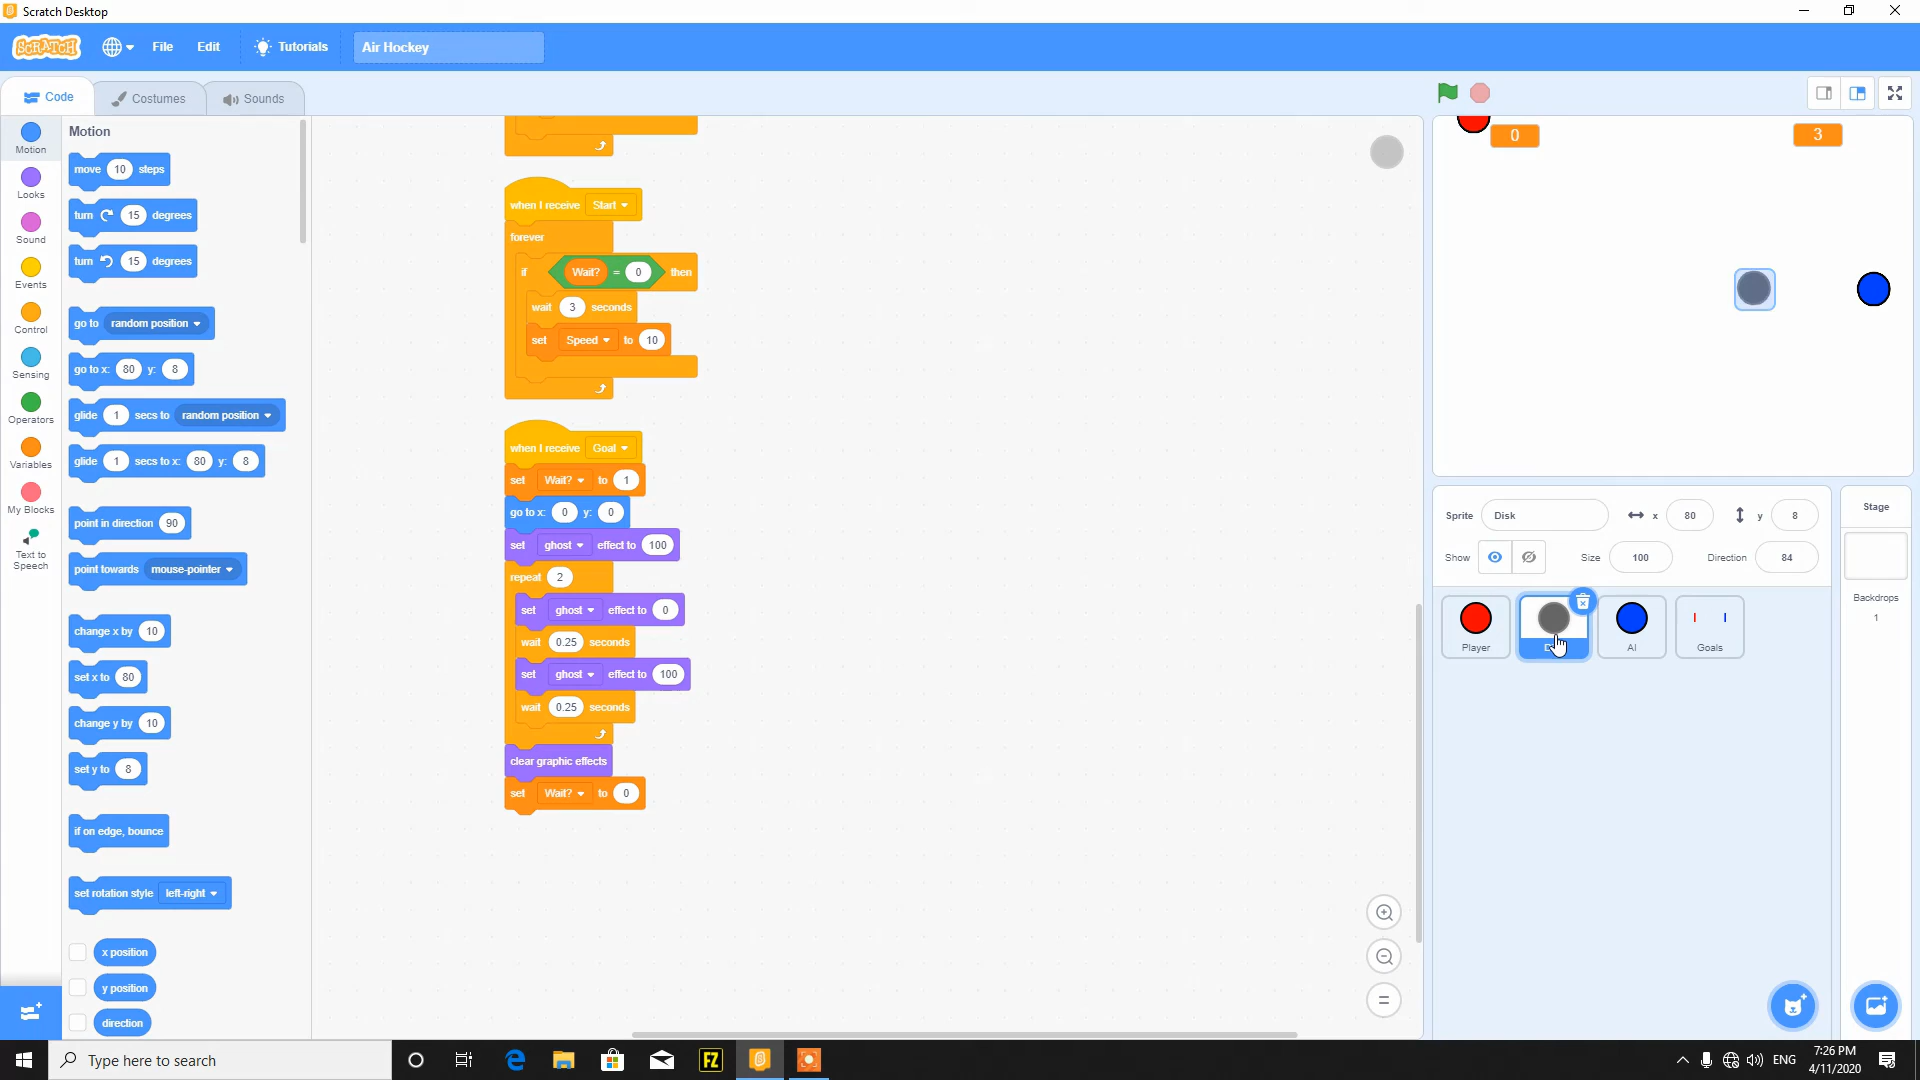 Scratch Desktop
SCRATCH File Edit Tutorials Air Hockey
Code Costumes Sounds
Motion
Looks
Sound
Events
Control
Sensing
Operators
Variables
My Blocks
Text to
Speech
Motion
move 10 steps
turn 15 degrees
turn 15 degrees
go to random position
go to x: 80 y: 8
glide 1 secs to random position
glide 1 secs to x: 80 y: 8
point in direction 90
point towards mouse-pointer
change x by 10
set x to 80
change y by 10
set y to 8
if on edge, bounce
set rotation style left-right
x position
y position
direction
when I receive Start
forever
if Wait? = 0 then
wait 3 seconds
set Speed to 10
when I receive Goal
set Wait? to 1
go to x: 0 y: 0
set ghost effect to 100
repeat 2
set ghost effect to 0
wait 0.25 seconds
set ghost effect to 100
wait 0.25 seconds
clear graphic effects
set Wait? to 0
0 3
Sprite Disk x 80 y 8
Show Size 100 Direction 84
Player AI Goals
Stage
Backdrops
1
Type here to search
FZ
ENG
7:26 PM
4/11/2020